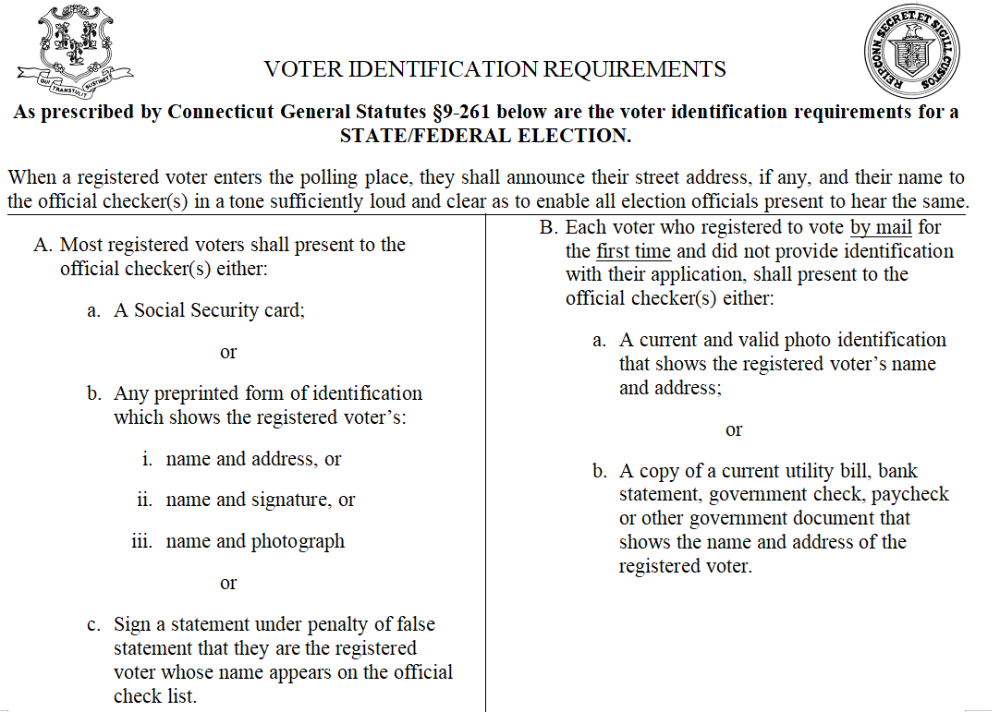 QUI TRANSTULIT SUSTINET
REIP.CONN.SECRET.ET SIGILL.CUSTOS
VOTER IDENTIFICATION REQUIREMENTS
As prescribed by Connecticut General Statutes §9-261 below are the voter identification requirements for a
STATE/FEDERAL ELECTION.
When a registered voter enters the polling place, they shall announce their street address, if any, and their name to
the official checker(s) in a tone sufficiently loud and clear as to enable all election officials present to hear the same.
A. Most registered voters shall present to the
official checker(s) either:
a. A Social Security card;
or
b. Any preprinted form of identification
which shows the registered voter’s:
i. name and address, or
ii. name and signature, or
iii. name and photograph
or
c. Sign a statement under penalty of false
statement that they are the registered
voter whose name appears on the official
check list.
B. Each voter who registered to vote by mail for
the first time and did not provide identification
with their application, shall present to the
official checker(s) either:
a. A current and valid photo identification
that shows the registered voter’s name
and address;
or
b. A copy of a current utility bill, bank
statement, government check, paycheck
or other government document that
shows the name and address of the
registered voter.